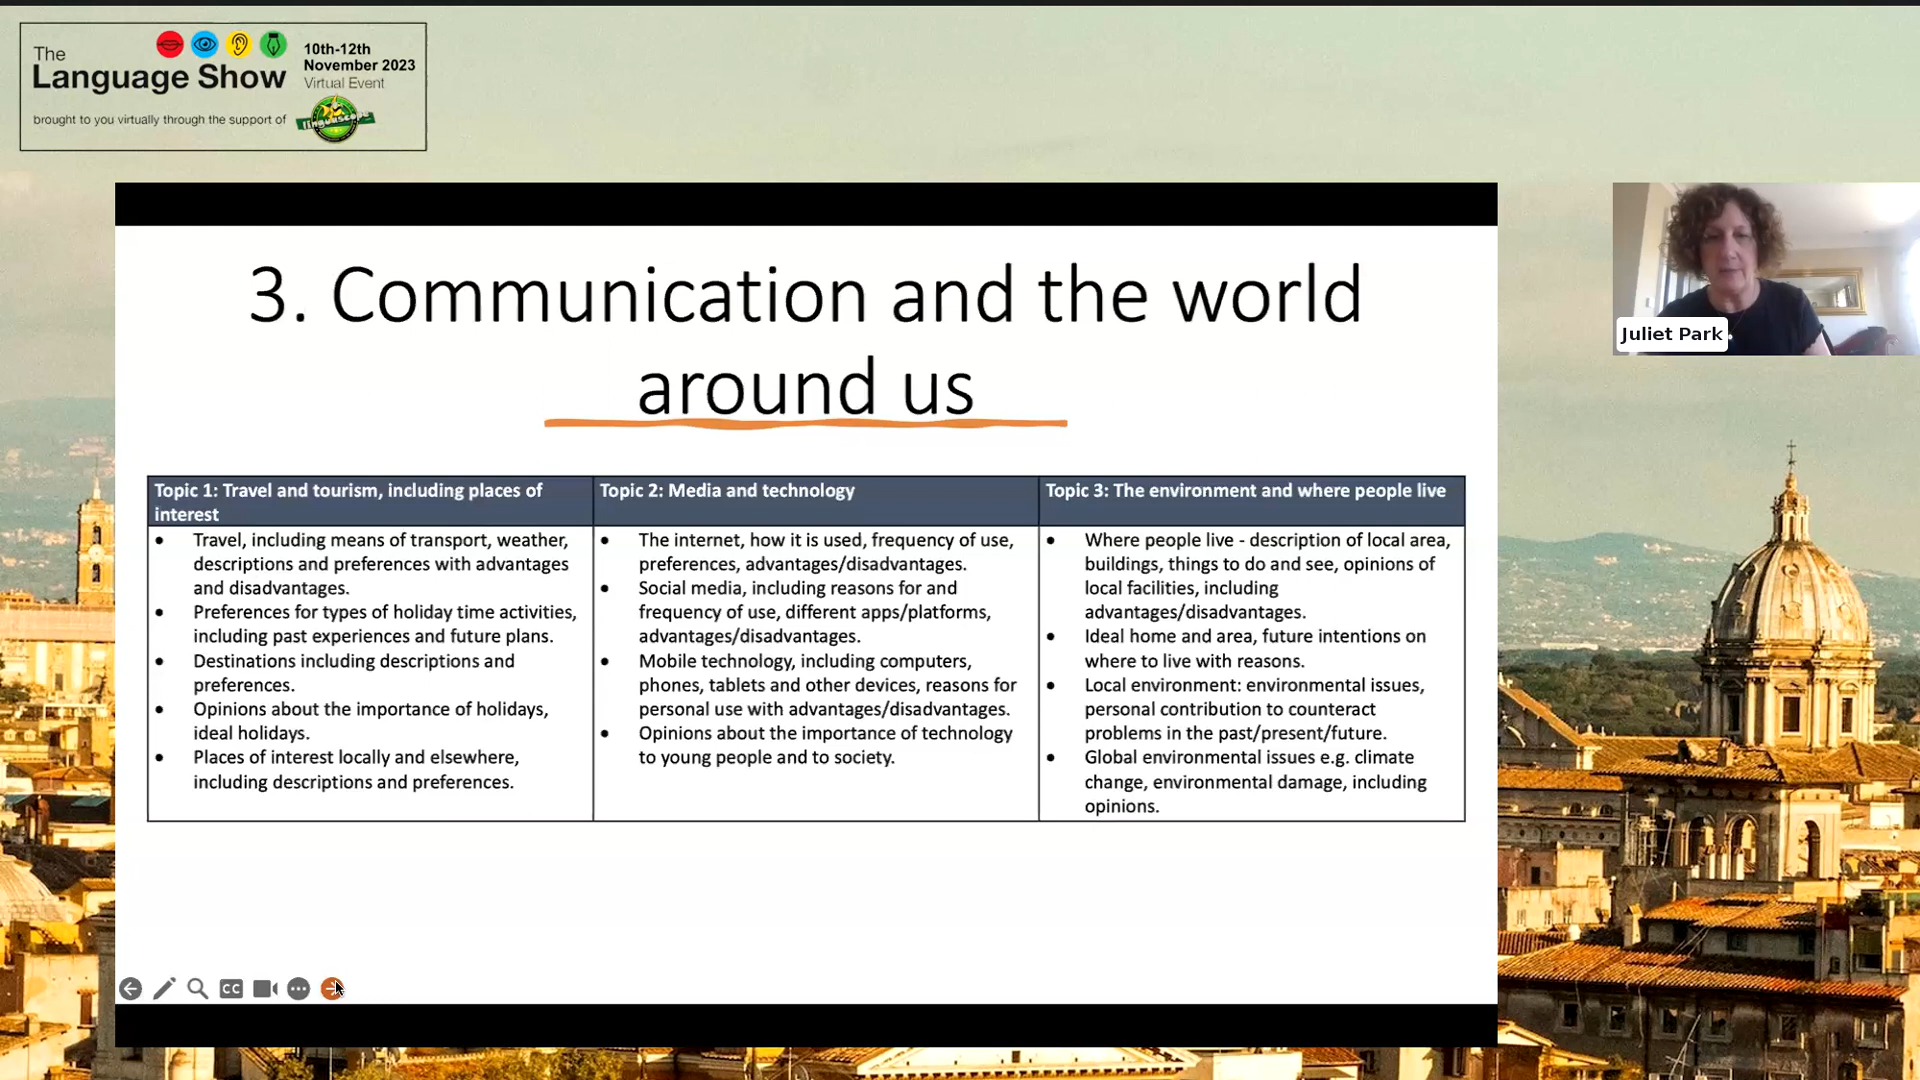 The
Language Show
10th-12th
November 2023
Virtual Event
brought to you virtually through the support of
linguascope
3. Communication and the world
around us
Topic 1: Travel and tourism, including places of
interest
• Travel, including means of transport, weather,
descriptions and preferences with advantages
and disadvantages.
• Preferences for types of holiday time activities,
including past experiences and future plans.
• Destinations including descriptions and
preferences.
• Opinions about the importance of holidays,
ideal holidays.
• Places of interest locally and elsewhere,
including descriptions and preferences.
Topic 2: Media and technology
• The internet, how it is used, frequency of use,
preferences, advantages/disadvantages.
• Social media, including reasons for and
frequency of use, different apps/platforms,
advantages/disadvantages.
• Mobile technology, including computers,
phones, tablets and other devices, reasons for
personal use with advantages/disadvantages.
• Opinions about the importance of technology
to young people and to society.
Topic 3: The environment and where people live
• Where people live - description of local area,
buildings, things to do and see, opinions of
local facilities, including
advantages/disadvantages.
• Ideal home and area, future intentions on
where to live with reasons.
• Local environment: environmental issues,
personal contribution to counteract
problems in the past/present/future.
• Global environmental issues e.g. climate
change, environmental damage, including
opinions.
Juliet Park
CC